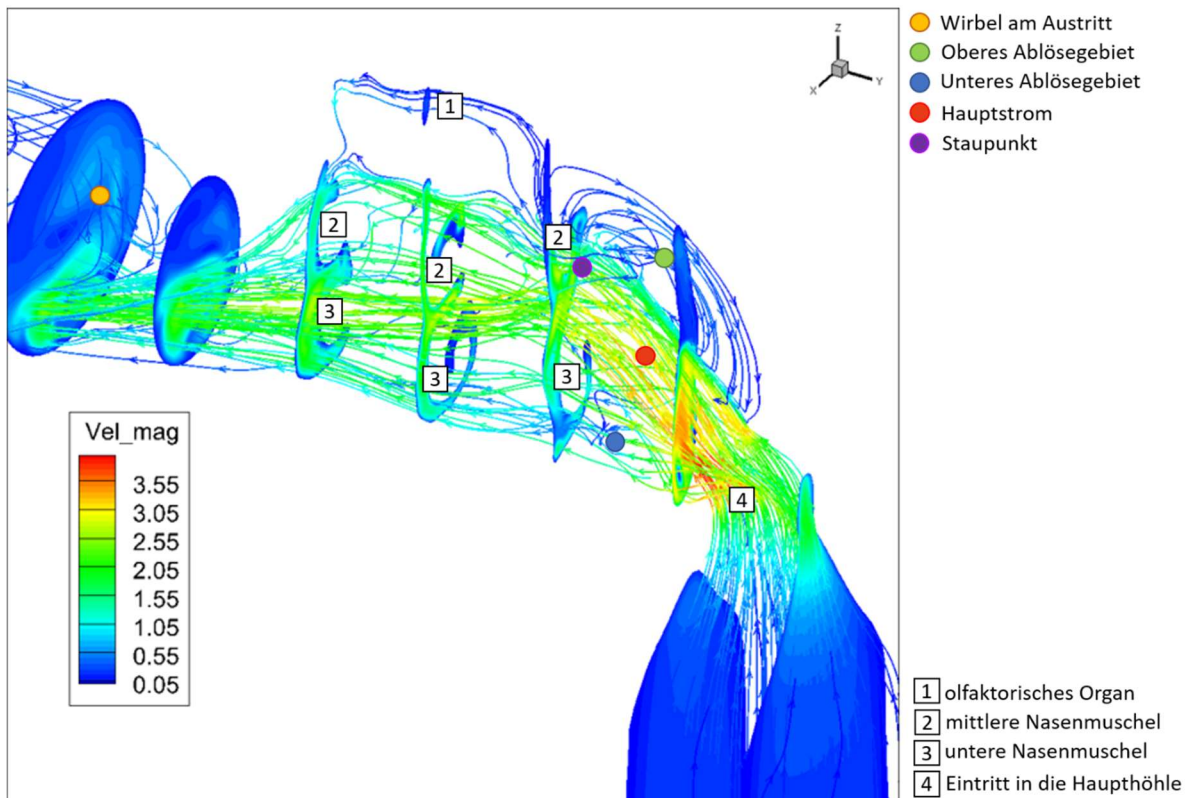 Wirbel am Austritt
Oberes Ablösegebiet
Unteres Ablösegebiet
Hauptstrom
Staupunkt
Z
X
Y
1
2
2
2
3
3
3
4
Vel_mag
3.55
3.05
2.55
2.05
1.55
1.05
0.55
0.05
1 olfaktorisches Organ
2 mittlere Nasenmuschel
3 untere Nasenmuschel
4 Eintritt in die Haupthöhle